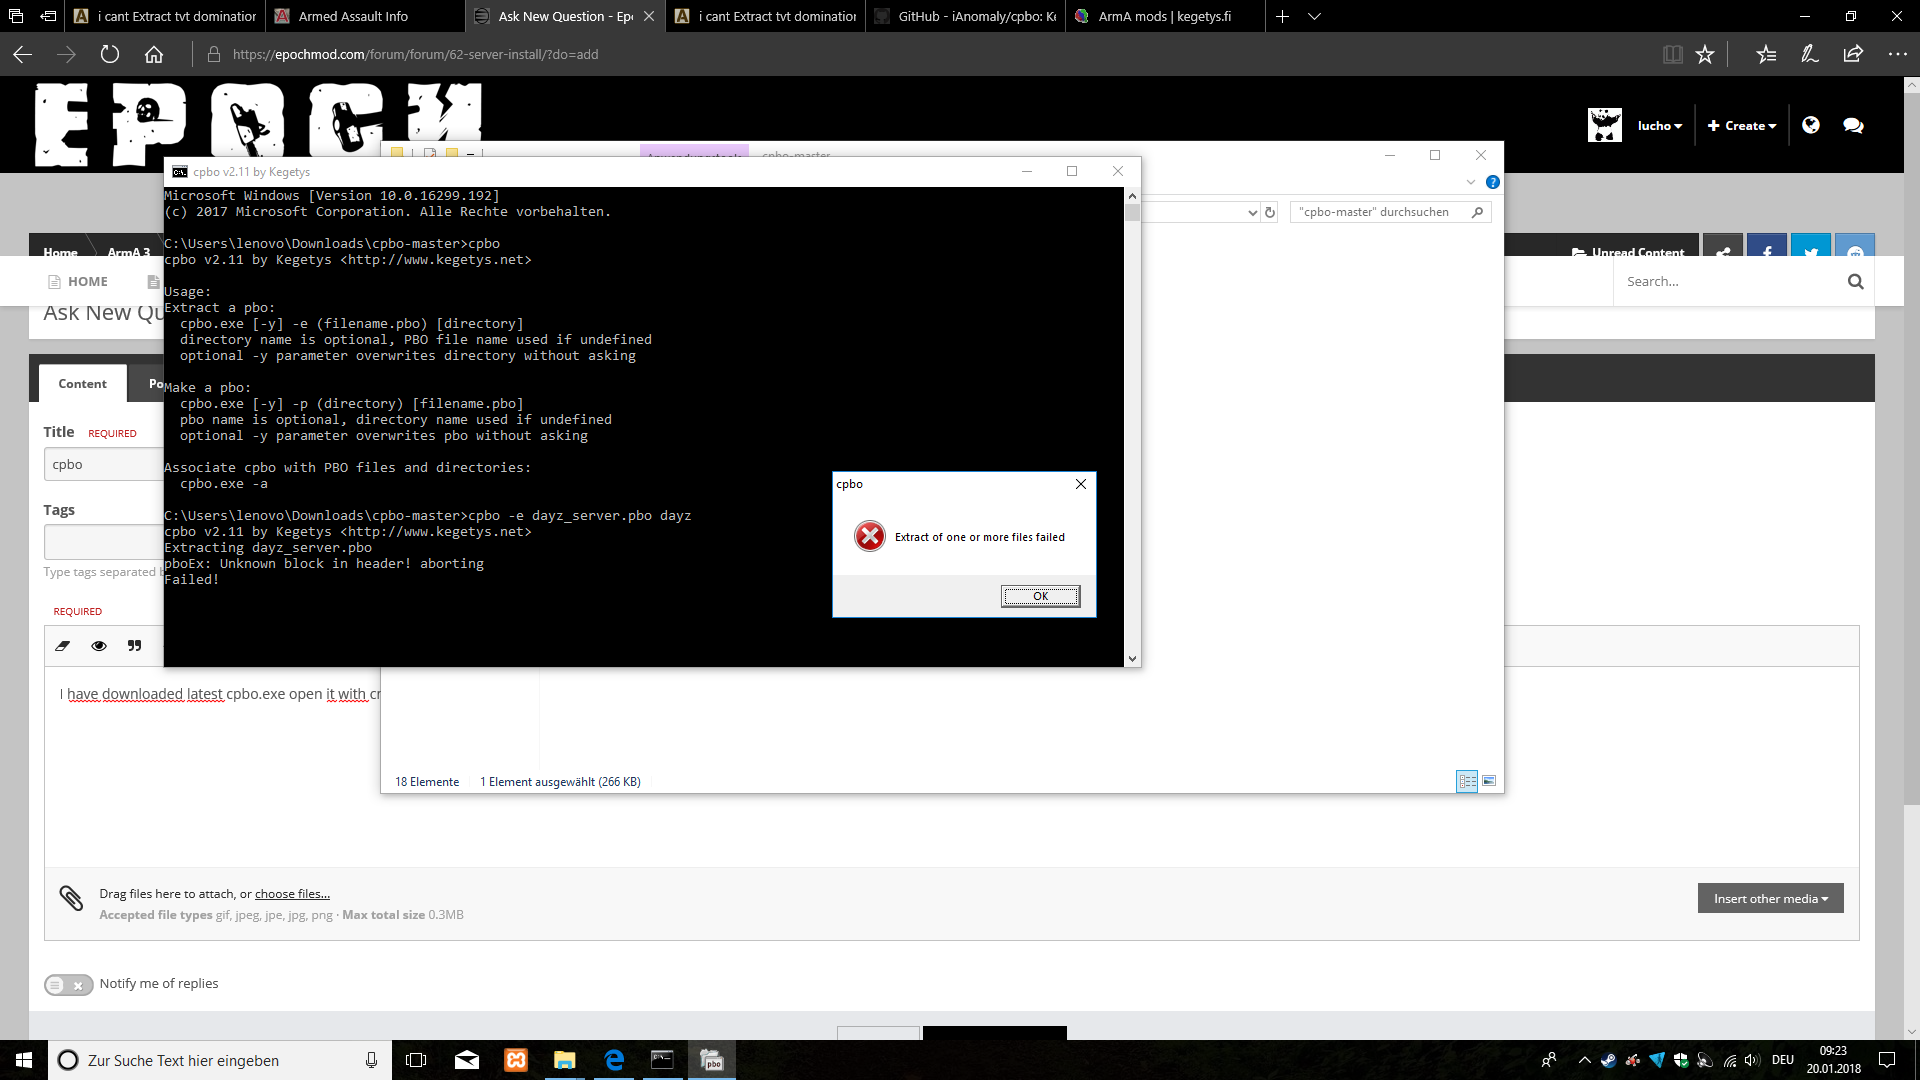 i cant Extract tvt domination
Armed Assault Info
Ask New Question - Ep
i cant Extract tvt domination
GitHub - iAnomaly/cpbo: Ke
ArmA mods | kegetys.fi
https://epochmod.com/forum/forum/62-server-install/?do=add
EPOCH
lucho
Create
cpbo-master
cpbo v2.11 by Kegetys
"cpbo-master" durchsuchen
Microsoft Windows [Version 10.0.16299.192]
(c) 2017 Microsoft Corporation. Alle Rechte vorbehalten.
C:\Users\lenovo\Downloads\cpbo-master>cpbo
cpbo v2.11 by Kegetys <http://www.kegetys.net>
Usage:
Extract a pbo:
cpbo.exe [-y] -e (filename.pbo) [directory]
directory name is optional, PBO file name used if undefined
optional -y parameter overwrites directory without asking
Make a pbo:
cpbo.exe [-y] -p (directory) [filename.pbo]
pbo name is optional, directory name used if undefined
optional -y parameter overwrites pbo without asking
Associate cpbo with PBO files and directories:
cpbo.exe -a
C:\Users\lenovo\Downloads\cpbo-master>cpbo -e dayz_server.pbo dayz
cpbo v2.11 by Kegetys <http://www.kegetys.net>
Extracting dayz_server.pbo
pboEx: Unknown block in header! aborting
Failed!
cpbo
Extract of one or more files failed
OK
Home
ArmA 3
Unread Content
HOME
Search...
Ask New Qu
Content
Po
Title REQUIRED
cpbo
Tags
Type tags separated b
REQUIRED
I have downloaded latest cpbo.exe open it with cr
18 Elemente 1 Element ausgewählt (266 KB)
Drag files here to attach, or choose files...
Accepted file types gif, jpeg, jpe, jpg, png · Max total size 0.3MB
Insert other media
Notify me of replies
Zur Suche Text hier eingeben
pbo
DEU
09:23
20.01.2018